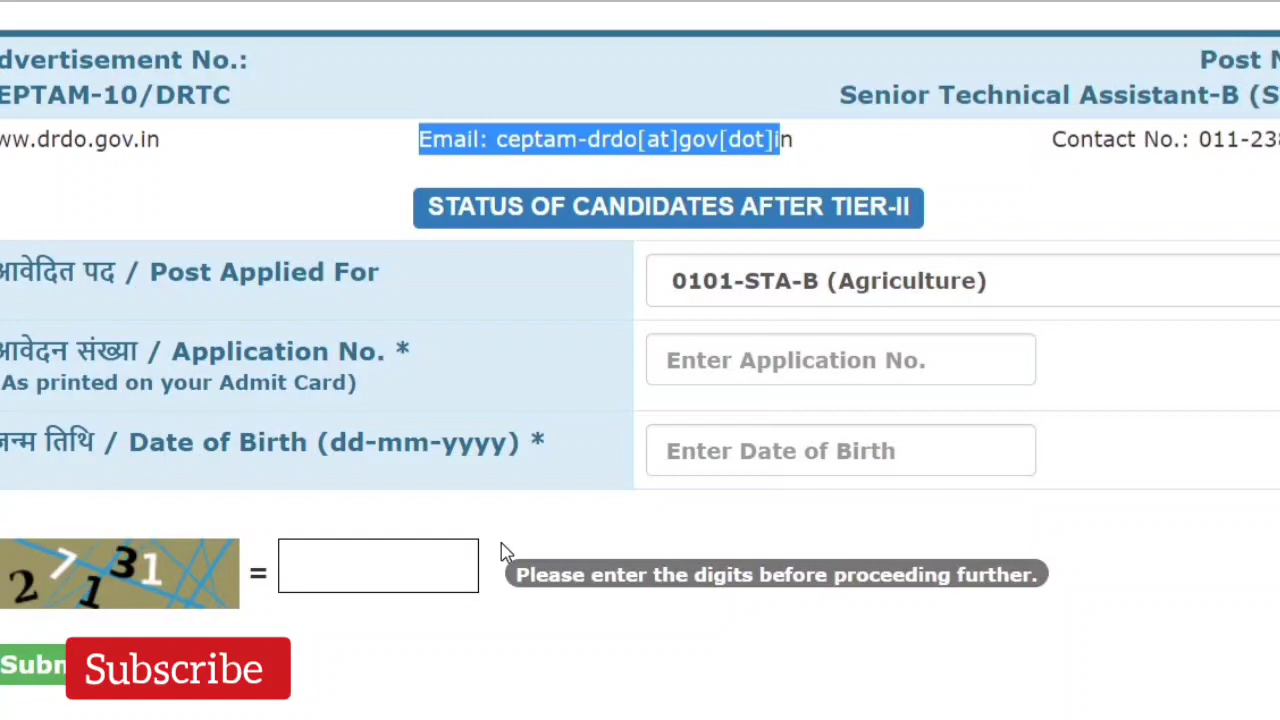 dvertisement No.:
Post N
EPTAM-10/DRTC
Senior Technical Assistant-B (S
ww.drdo.gov.in
Email: ceptam-drdo[at]gov[dot]in
Contact No.: 011-238
STATUS OF CANDIDATES AFTER TIER-II
आवेदित पद / Post Applied For
0101-STA-B (Agriculture)
आवेदन संख्या / Application No. *
Enter Application No.
As printed on your Admit Card)
जन्म तिथि / Date of Birth (dd-mm-yyyy) *
Enter Date of Birth
2 7 1 3 1
=
Please enter the digits before proceeding further.
Subm
Subscribe